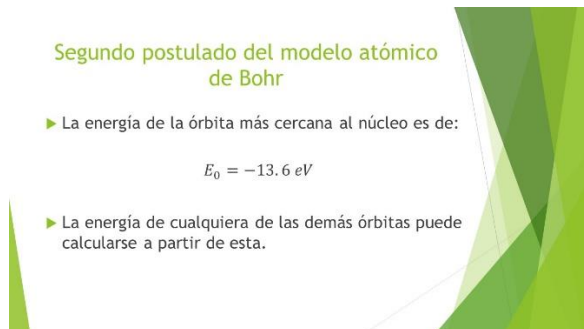 Segundo postulado del modelo atómico
de Bohr
La energía de la órbita más cercana al núcleo es de:
E₀ = −13.6 eV
La energía de cualquiera de las demás órbitas puede
calcularse a partir de esta.